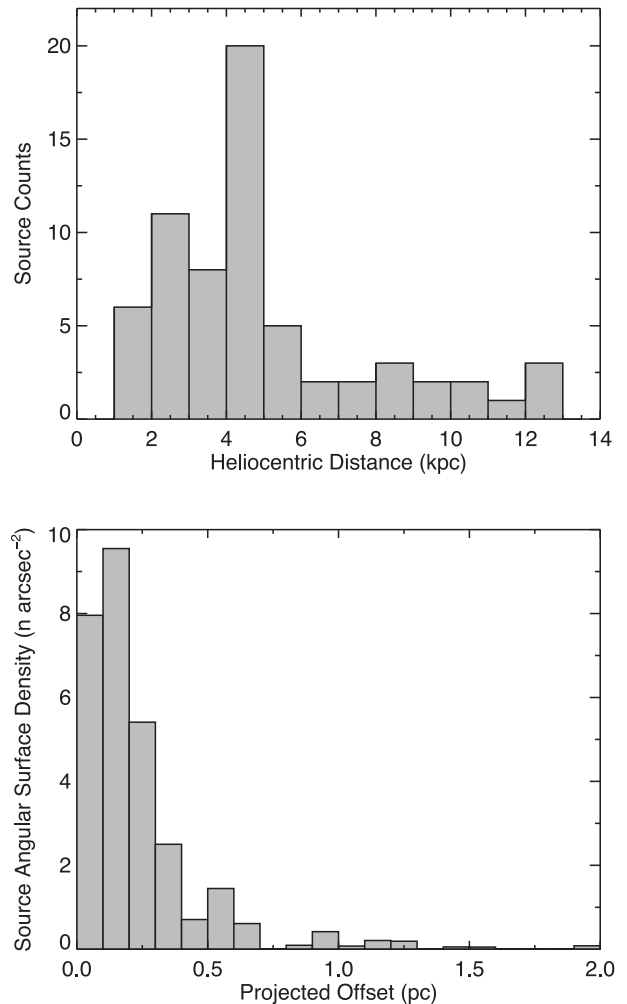 20
15
10
5
0
Source Counts
0 2 4 6 8 10 12 14
Heliocentric Distance (kpc)
10
8
6
4
2
0
Source Angular Surface Density (n arcsec⁻²)
0.0 0.5 1.0 1.5 2.0
Projected Offset (pc)